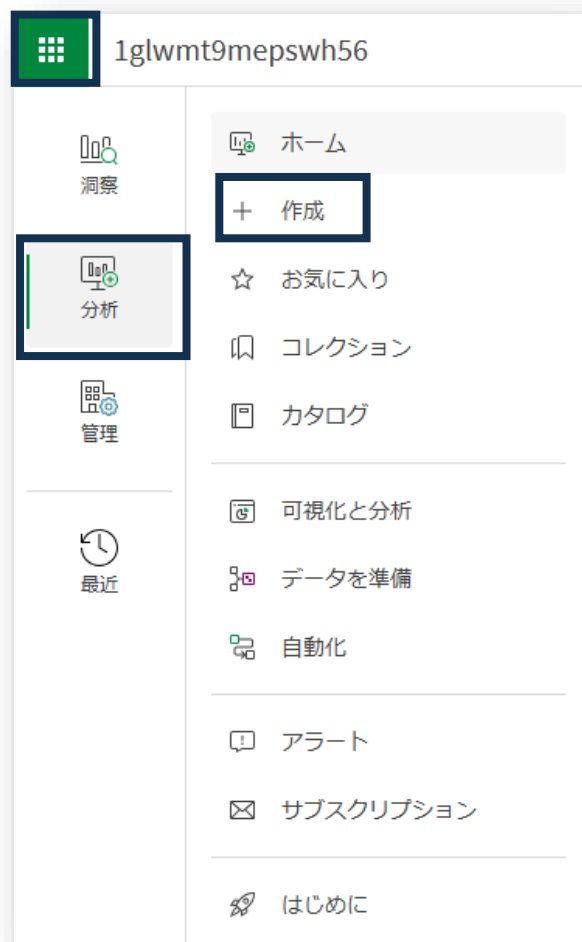 1glwmt9mepswh56
洞察
分析
管理
最近
ホーム
作成
お気に入り
コレクション
カタログ
可視化と分析
データを準備
自動化
アラート
サブスクリプション
はじめに